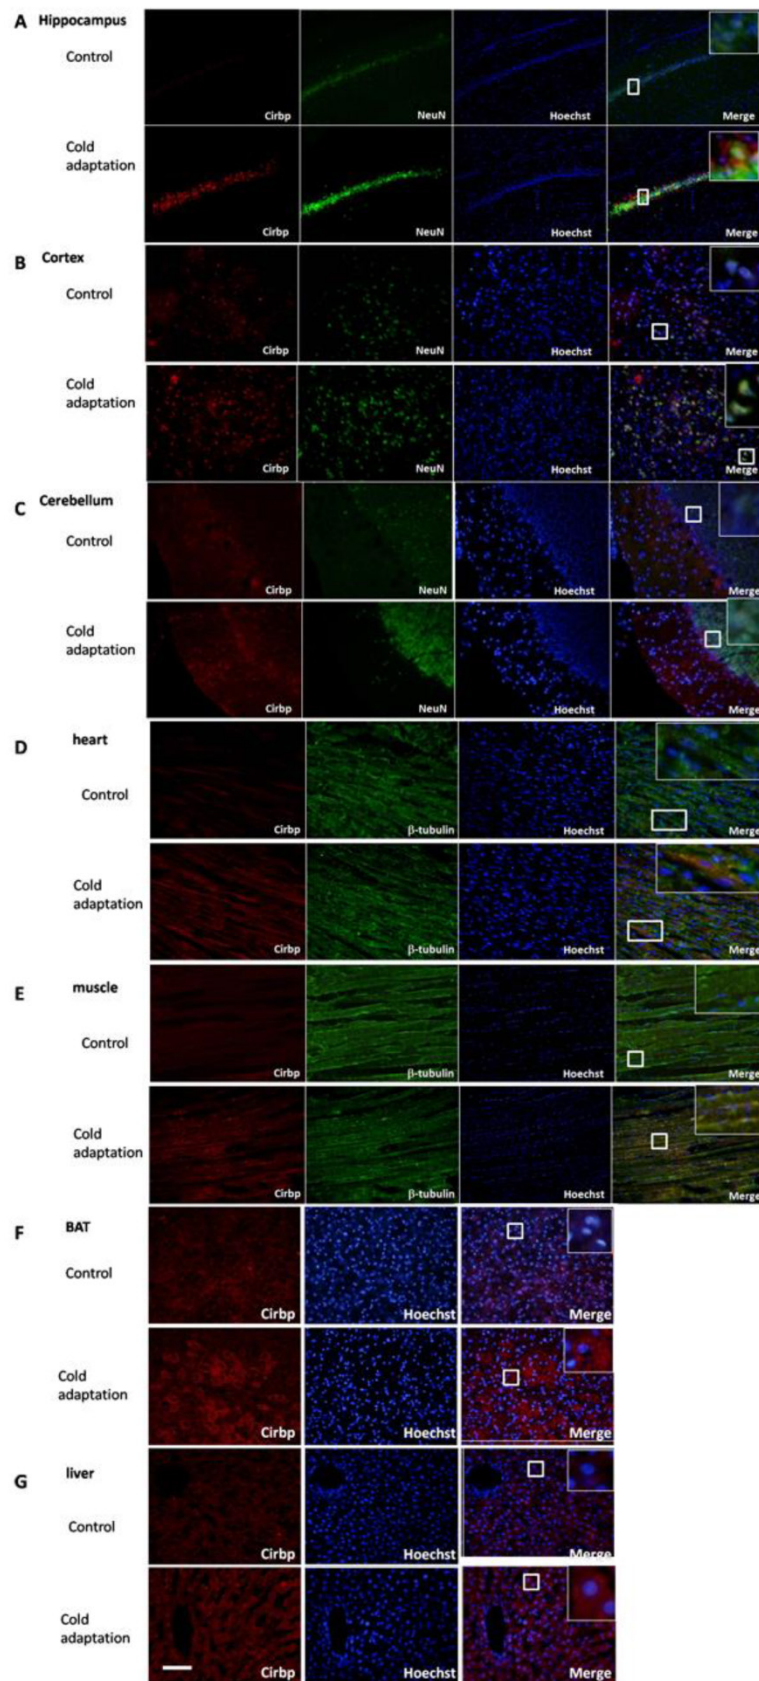 A Hippocampus
Control
Cirbp NeuN Hoechst Merge
Cold
adaptation
Cirbp NeuN Hoechst Merge
B Cortex
Control
Cirbp NeuN Hoechst Merge
Cold
adaptation
Cirbp NeuN Hoechst Merge
C Cerebellum
Control
Cirbp NeuN Hoechst Merge
Cold
adaptation
Cirbp NeuN Hoechst Merge
D heart
Control
Cirbp β-tubulin Hoechst Merge
Cold
adaptation
Cirbp β-tubulin Hoechst Merge
E muscle
Control
Cirbp β-tubulin Hoechst Merge
Cold
adaptation
Cirbp β-tubulin Hoechst Merge
F BAT
Control
Cirbp Hoechst Merge
Cold
adaptation
Cirbp Hoechst Merge
G liver
Control
Cirbp Hoechst Merge
Cold
adaptation
Cirbp Hoechst Merge